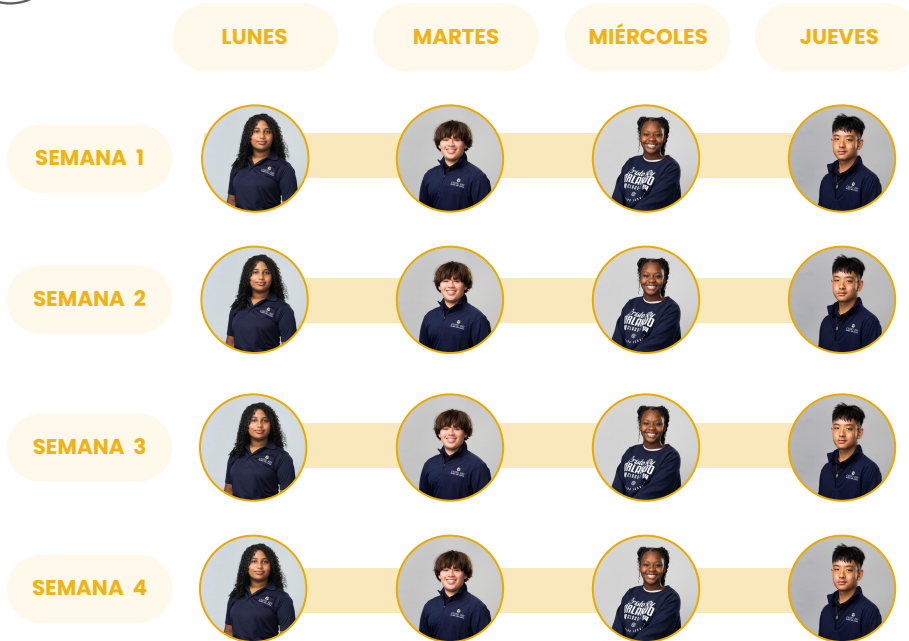 LUNES MARTES MIÉRCOLES JUEVES
SEMANA 1
SEMANA 2
SEMANA 3
SEMANA 4